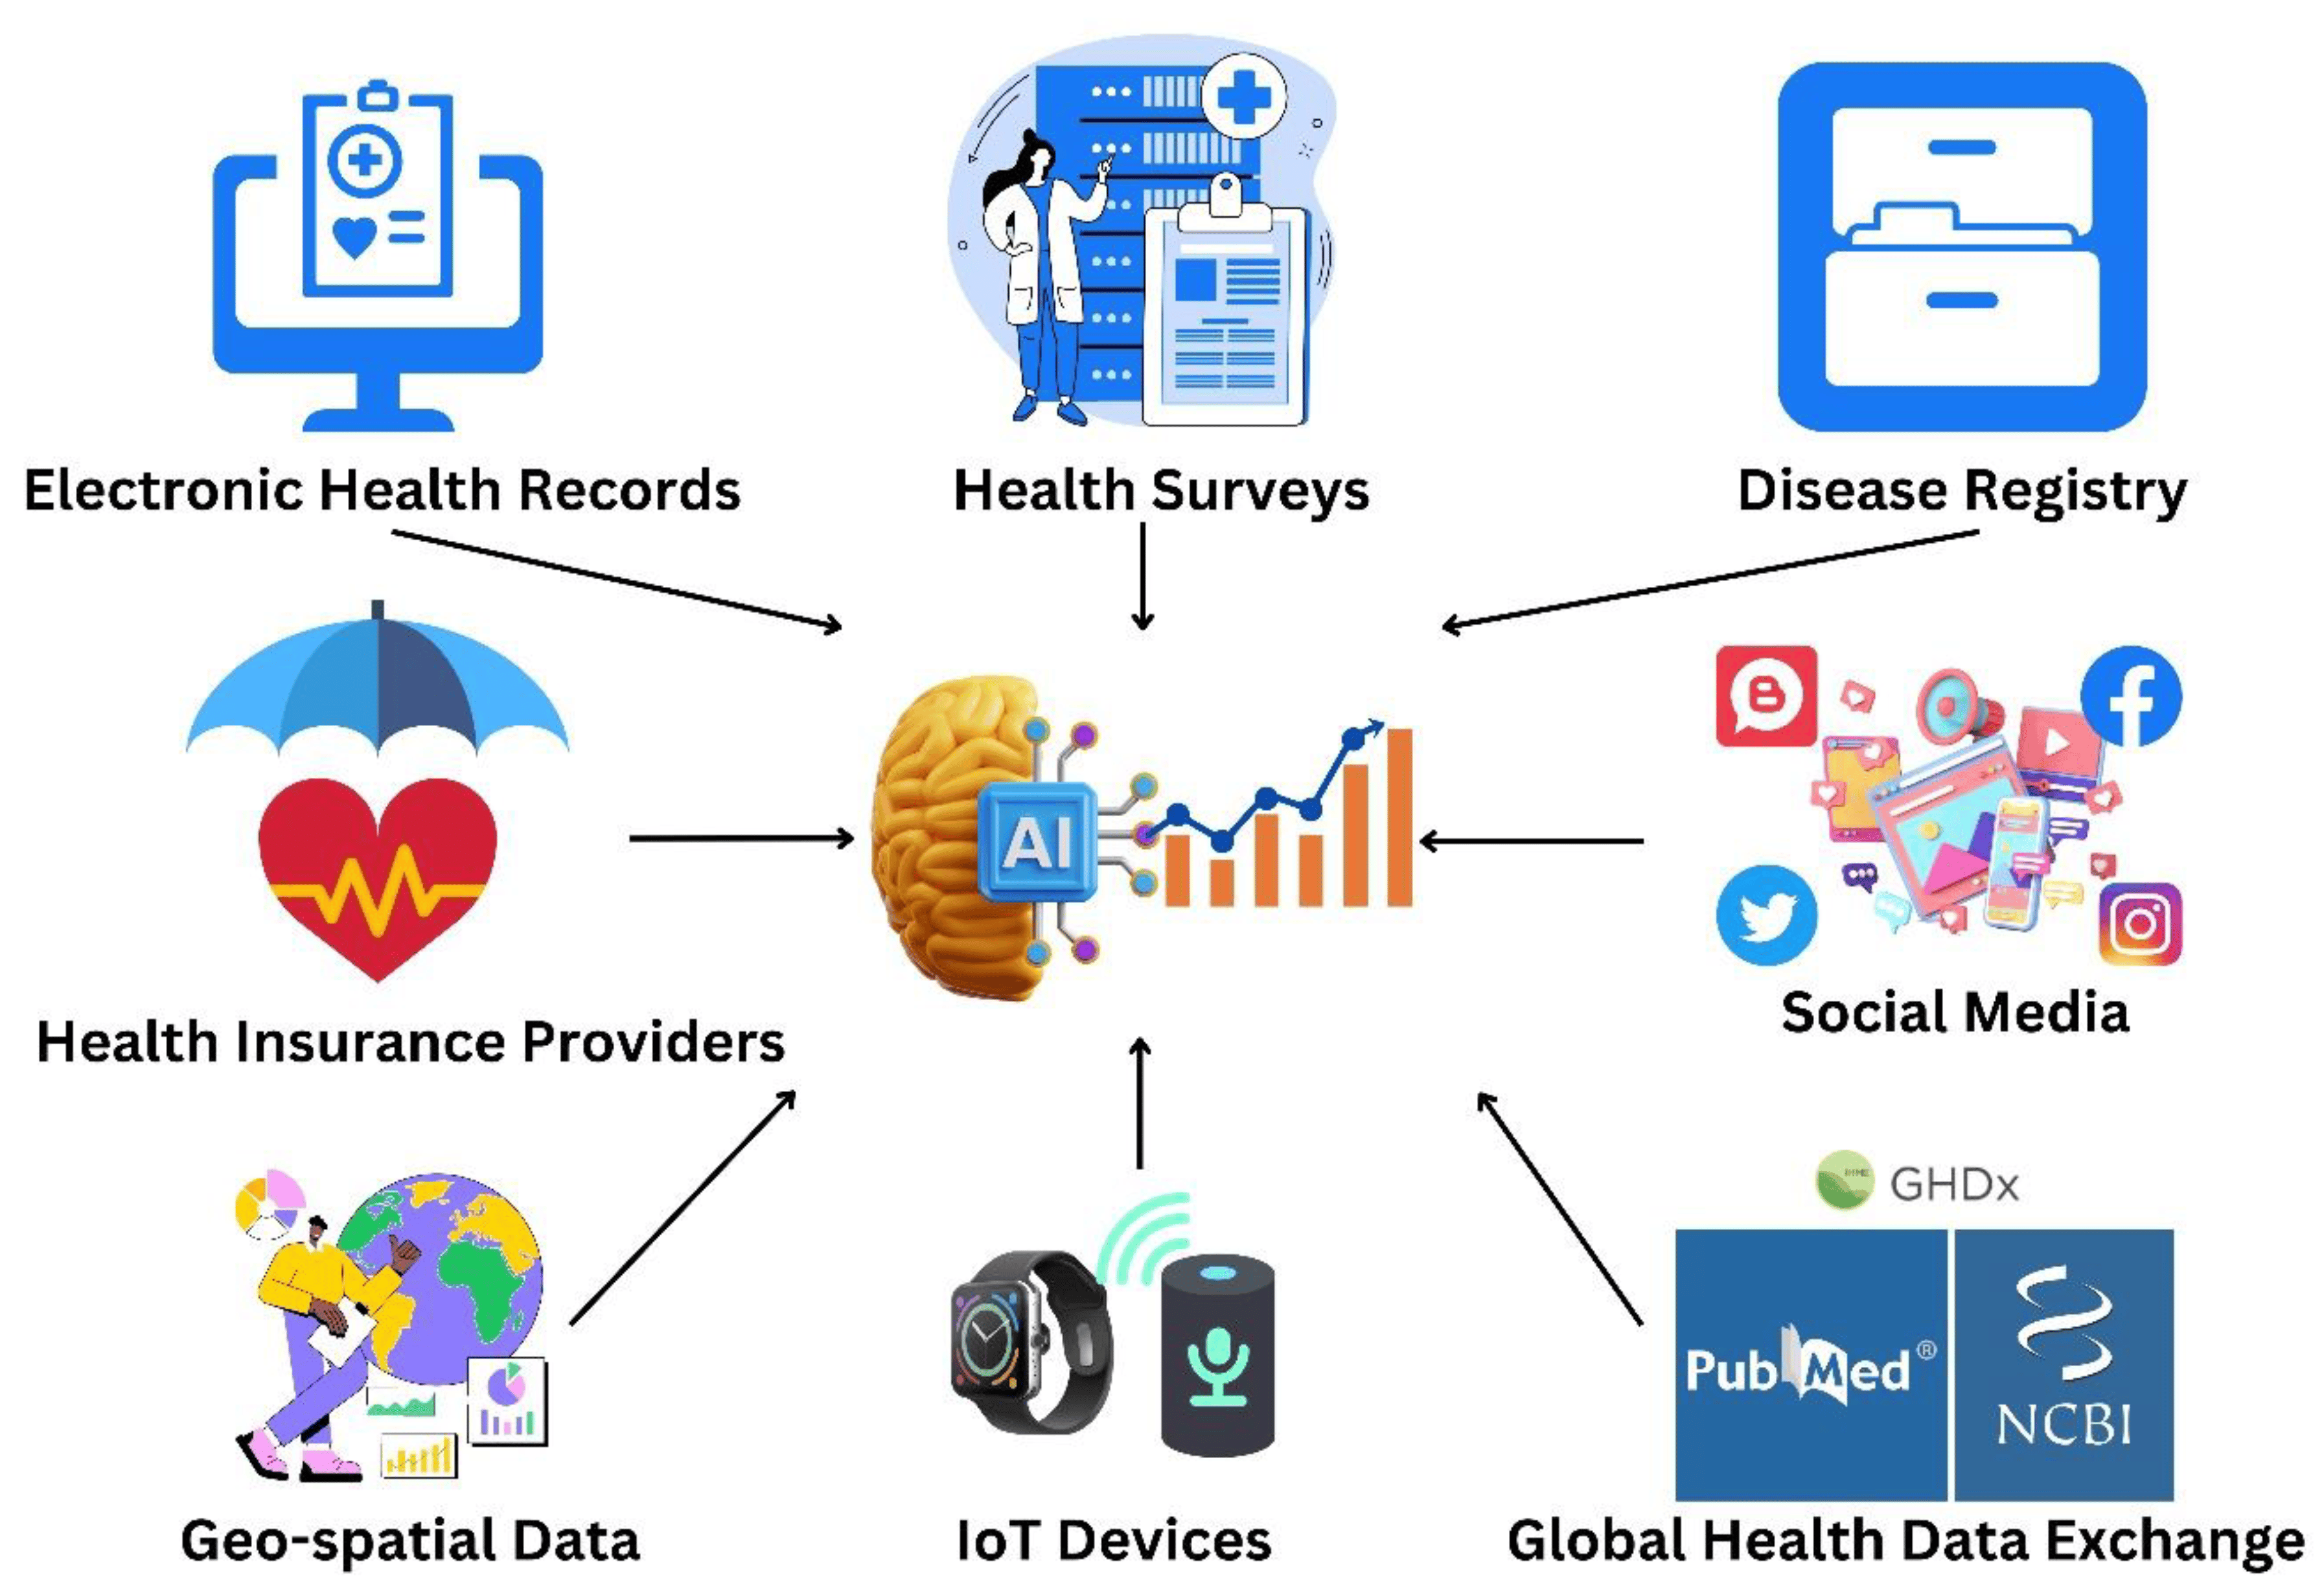 Electronic Health Records
Health Surveys
Disease Registry
Health Insurance Providers
AI
B
f
Social Media
Geo-spatial Data
IoT Devices
GHDx
PubMed®
NCBI
Global Health Data Exchange